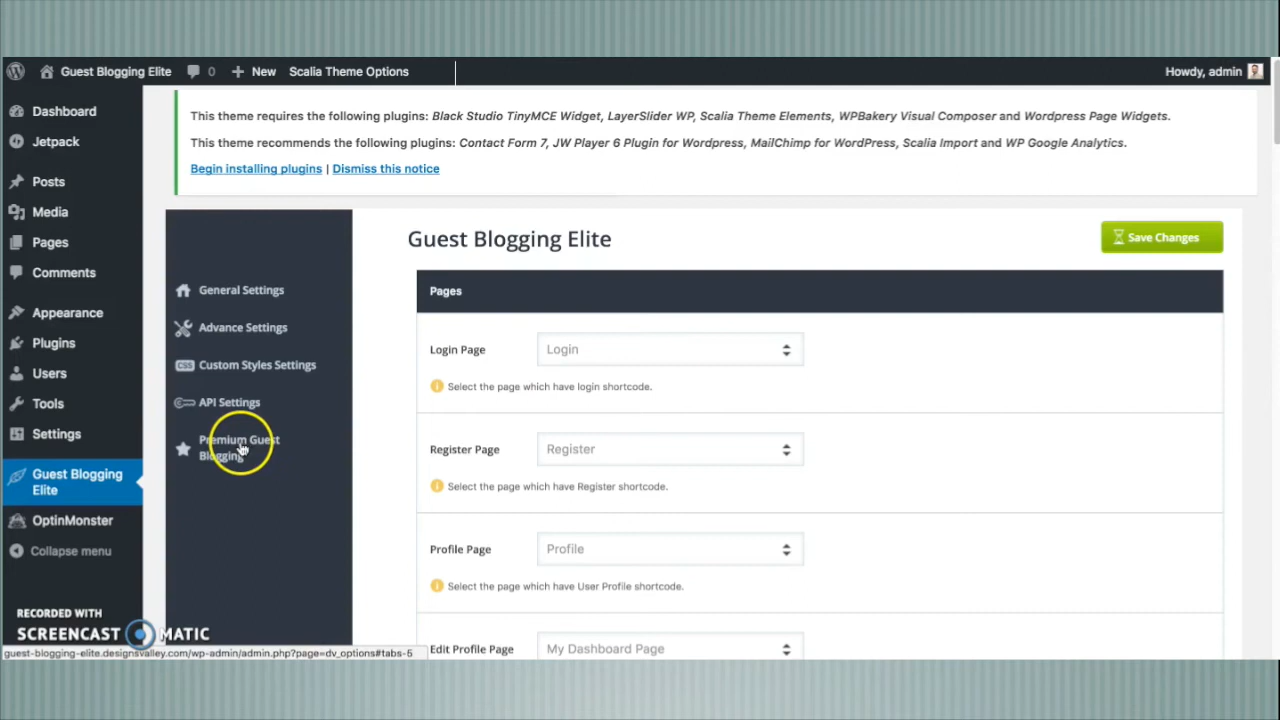 Guest Blogging Elite 0 New Scalia Theme Options Howdy, admin
Dashboard
Jetpack
Posts
Media
Pages
Comments
Appearance
Plugins
Users
Tools
Settings
Guest Blogging
Elite
OptinMonster
Collapse menu
This theme requires the following plugins: Black Studio TinyMCE Widget, LayerSlider WP, Scalia Theme Elements, WPBakery Visual Composer and Wordpress Page Widgets.
This theme recommends the following plugins: Contact Form 7, JW Player 6 Plugin for Wordpress, MailChimp for WordPress, Scalia Import and WP Google Analytics.
Begin installing plugins | Dismiss this notice
General Settings
Advance Settings
CSS Custom Styles Settings
API Settings
Premium Guest
Blogging
Guest Blogging Elite
Save Changes
Pages
Login Page Login
Select the page which have login shortcode.
Register Page Register
Select the page which have Register shortcode.
Profile Page Profile
Select the page which have User Profile shortcode.
Edit Profile Page My Dashboard Page
RECORDED WITH
SCREENCAST MATIC
guest-blogging-elite.designsvalley.com/wp-admin/admin.php?page=dv_options#tabs-5